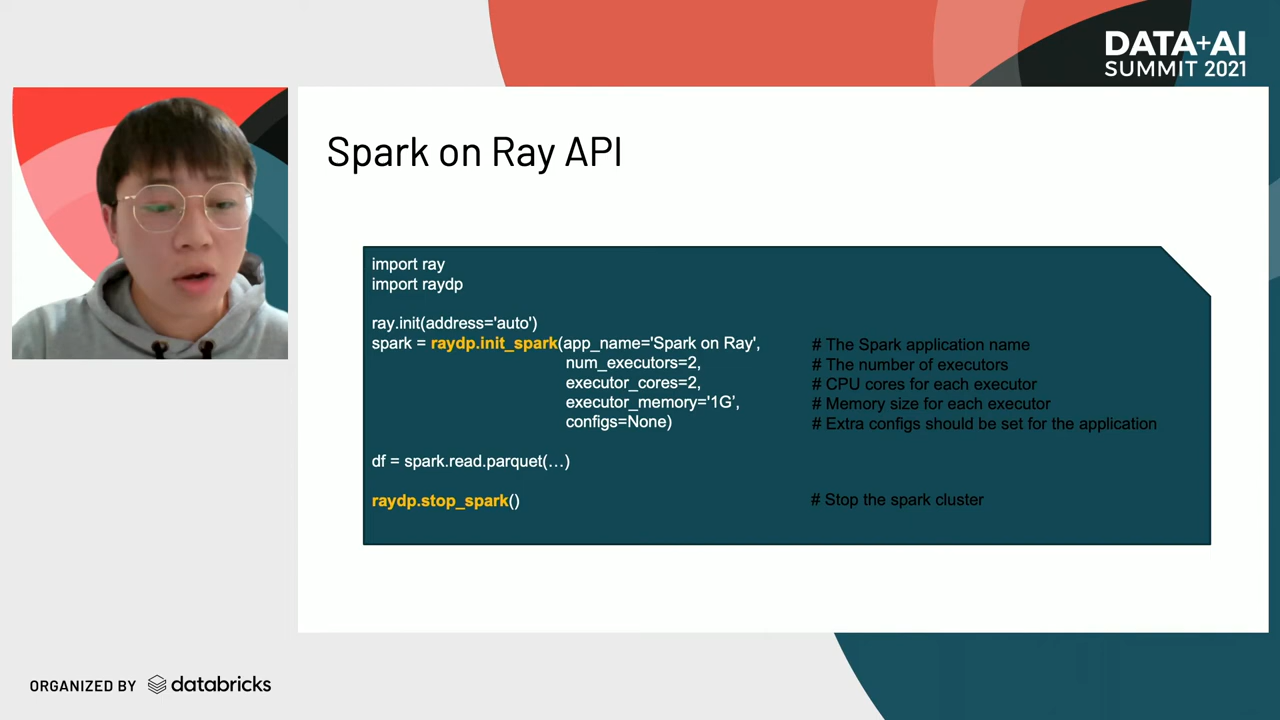 DATA+AI
SUMMIT 2021
Spark on Ray API
import ray
import raydp
ray.init(address='auto')
spark = raydp.init_spark(app_name='Spark on Ray', # The Spark application name
num_executors=2, # The number of executors
executor_cores=2, # CPU cores for each executor
executor_memory='1G’, # Memory size for each executor
configs=None) # Extra configs should be set for the application
df = spark.read.parquet(…)
raydp.stop_spark() # Stop the spark cluster
ORGANIZED BY databricks